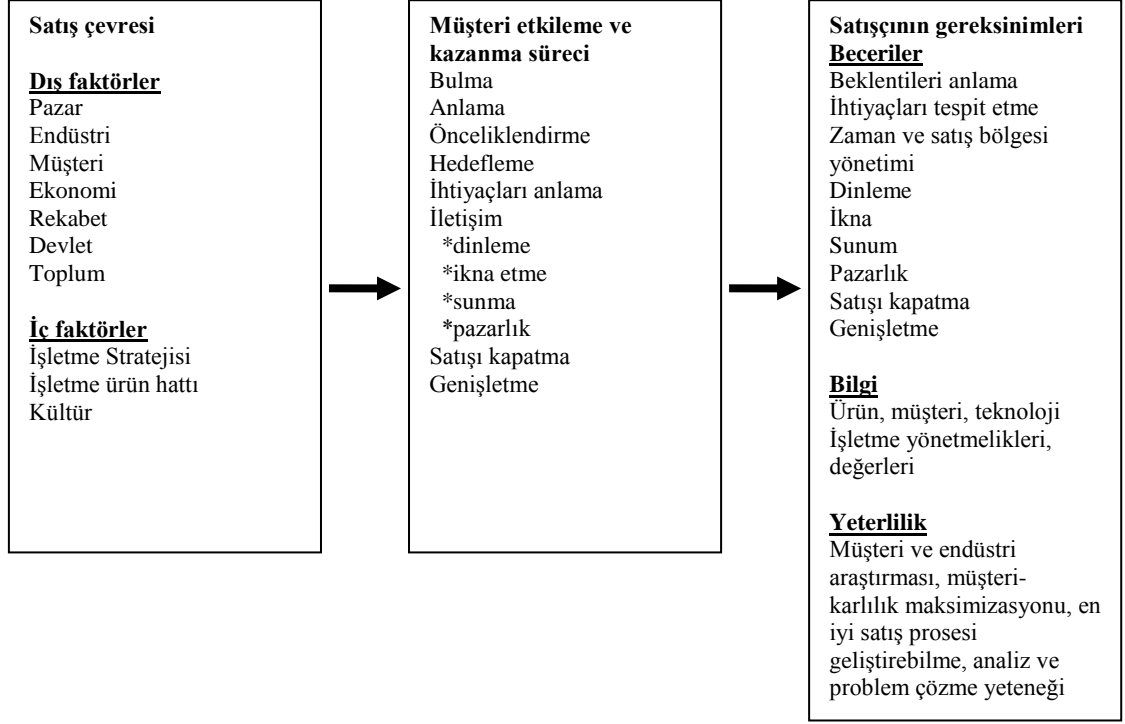 Satış çevresi
Dış faktörler
Pazar
Endüstri
Müşteri
Ekonomi
Rekabet
Devlet
Toplum
İç faktörler
İşletme Stratejisi
İşletme ürün hattı
Kültür
Müşteri etkileme ve
kazanma süreci
Bulma
Anlama
Önceliklendirme
Hedefleme
İhtiyaçları anlama
İletişim
*dinleme
*ikna etme
*sunma
*pazarlık
Satışı kapatma
Genişletme
Satışçının gereksinimleri
Beceriler
Beklentileri anlama
İhtiyaçları tespit etme
Zaman ve satış bölgesi
yönetimi
Dinleme
İkna
Sunum
Pazarlık
Satışı kapatma
Genişletme
Bilgi
Ürün, müşteri, teknoloji
İşletme yönetmelikleri,
değerleri
Yeterlilik
Müşteri ve endüstri
araştırması, müşteri-
karlılık maksimizasyonu, en
iyi satış prosesi
geliştirebilme, analiz ve
problem çözme yeteneği